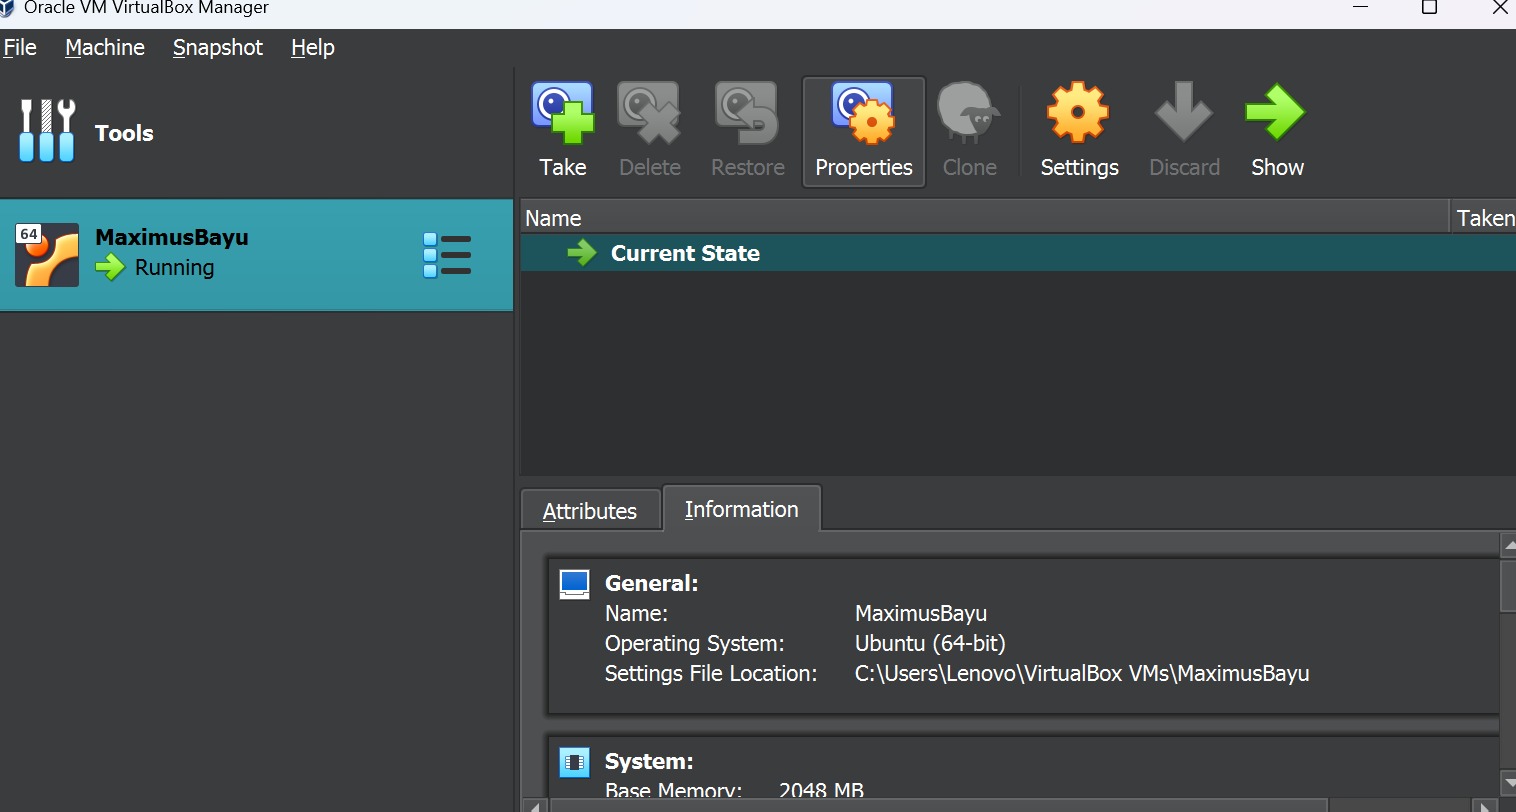 Oracle VM VirtualBox Manager
File Machine Snapshot Help
Tools
Take Delete Restore Properties Clone Settings Discard Show
64
MaximusBayu
Running
Name Taken
Current State
Attributes Information
General:
Name: MaximusBayu
Operating System: Ubuntu (64-bit)
Settings File Location: C:\Users\Lenovo\VirtualBox VMs\MaximusBayu
System:
Base Memory: 2048 MB